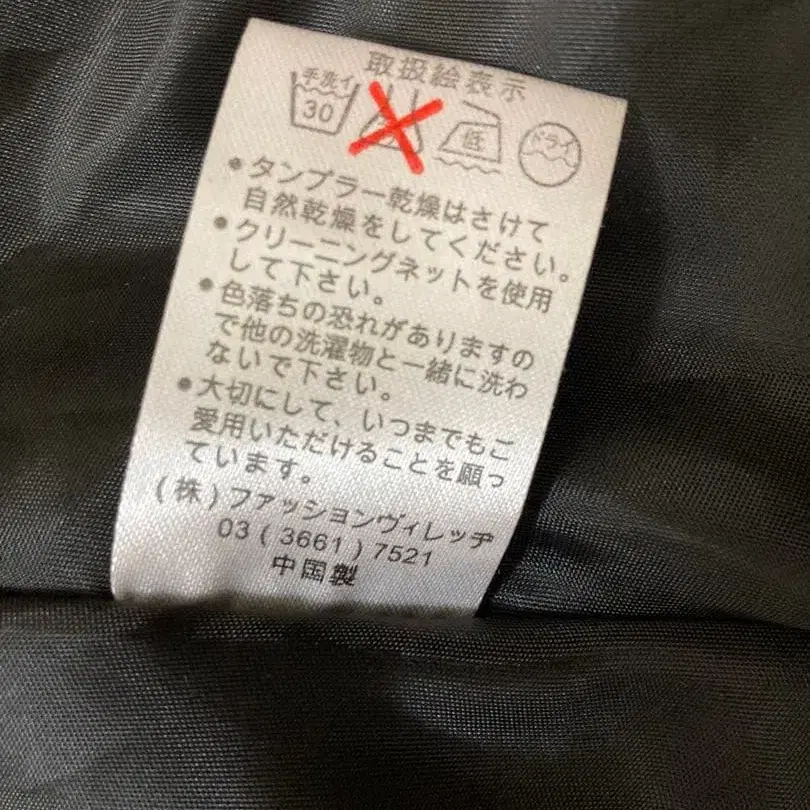 取扱絵表示
手洗イ 30 低 ドライ
•タンブラー乾燥はさけて
自然乾燥をしてください。
•クリーニングネットを使用
して下さい。
•色落ちの恐れがありますの
で他の洗濯物と一緒に洗わ
ないで下さい。
•大切にして、いつまでもご
愛用いただけることを願っ
ています。
(株)ファッションヴィレッヂ
03(3661)7521
中国製